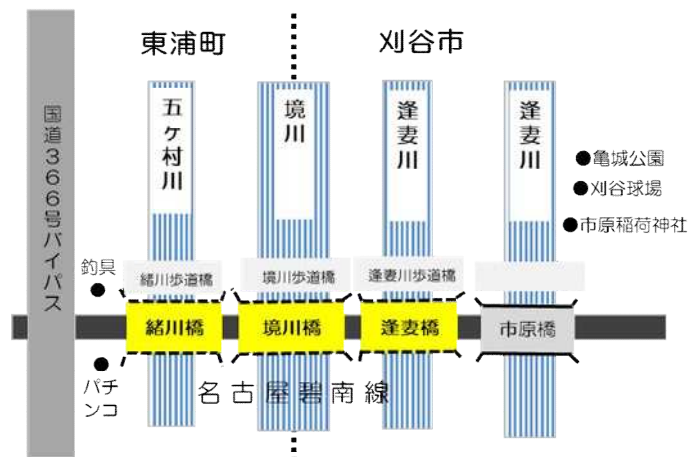 東浦町
刈谷市
国道366号バイパス
五ケ村川
境川
逢妻川
逢妻川
●亀城公園
●刈谷球場
●市原稲荷神社
釣具
緒川歩道橋
境川歩道橋
逢妻川歩道橋
緒川橋
境川橋
逢妻橋
市原橋
パチ
ンコ
名古屋碧南線